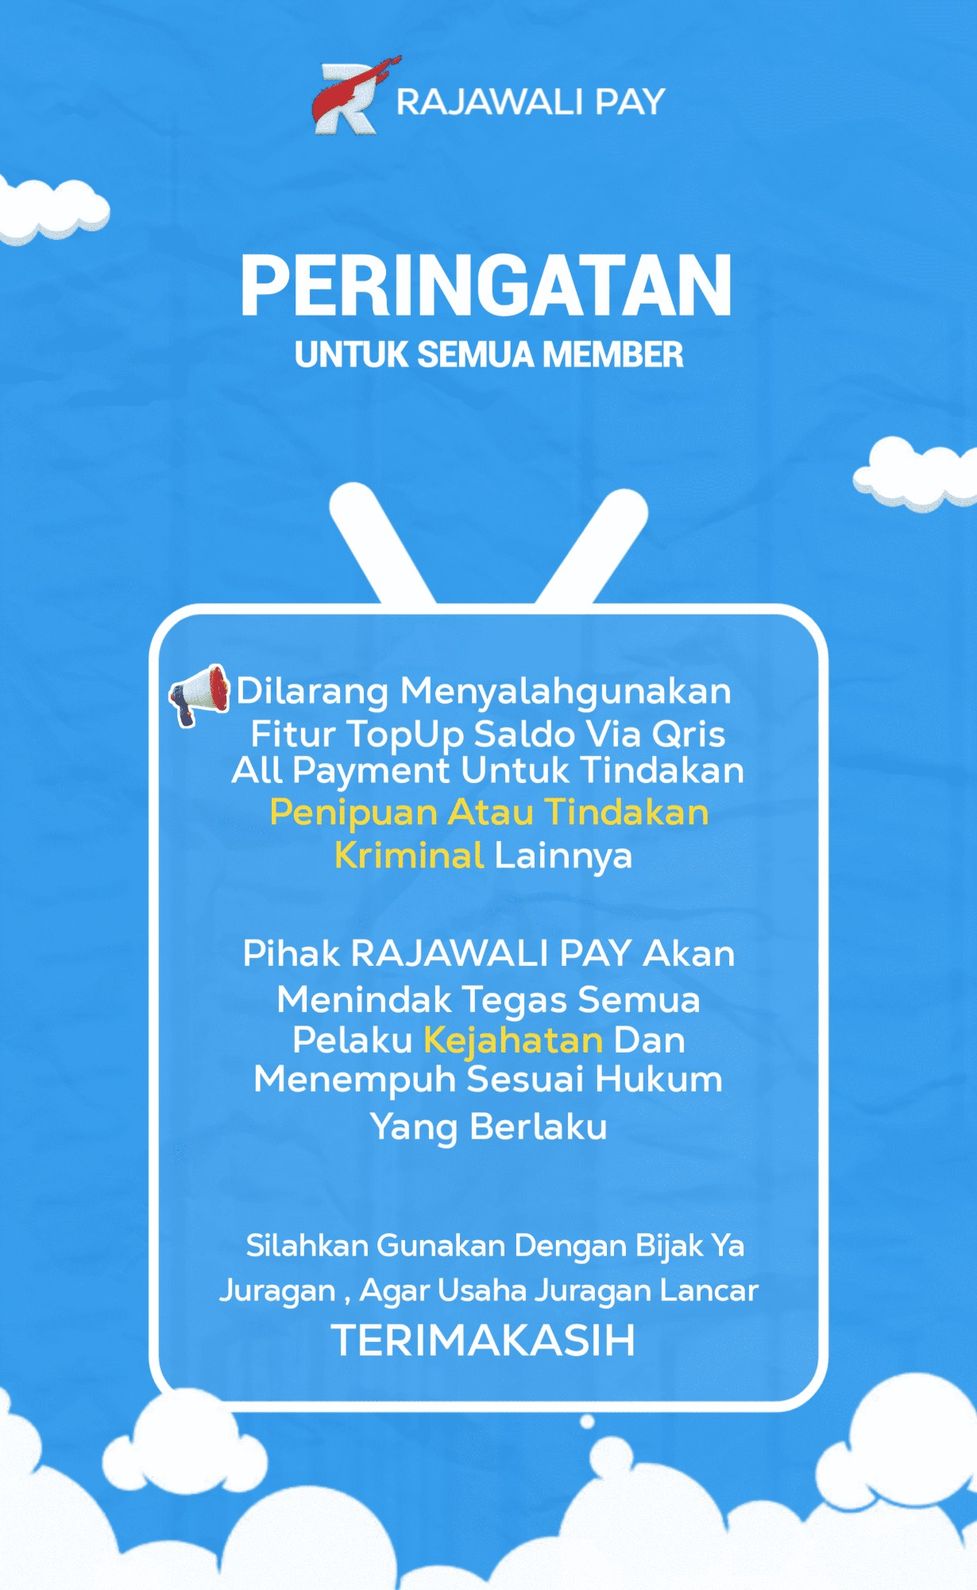 RAJAWALI PAY
PERINGATAN
UNTUK SEMUA MEMBER
Dilarang Menyalahgunakan
Fitur TopUp Saldo Via Qris
All Payment Untuk Tindakan
Penipuan Atau Tindakan
Kriminal Lainnya
Pihak RAJAWALI PAY Akan
Menindak Tegas Semua
Pelaku Kejahatan Dan
Menempuh Sesuai Hukum
Yang Berlaku
Silahkan Gunakan Dengan Bijak Ya
Juragan , Agar Usaha Juragan Lancar
TERIMAKASIH